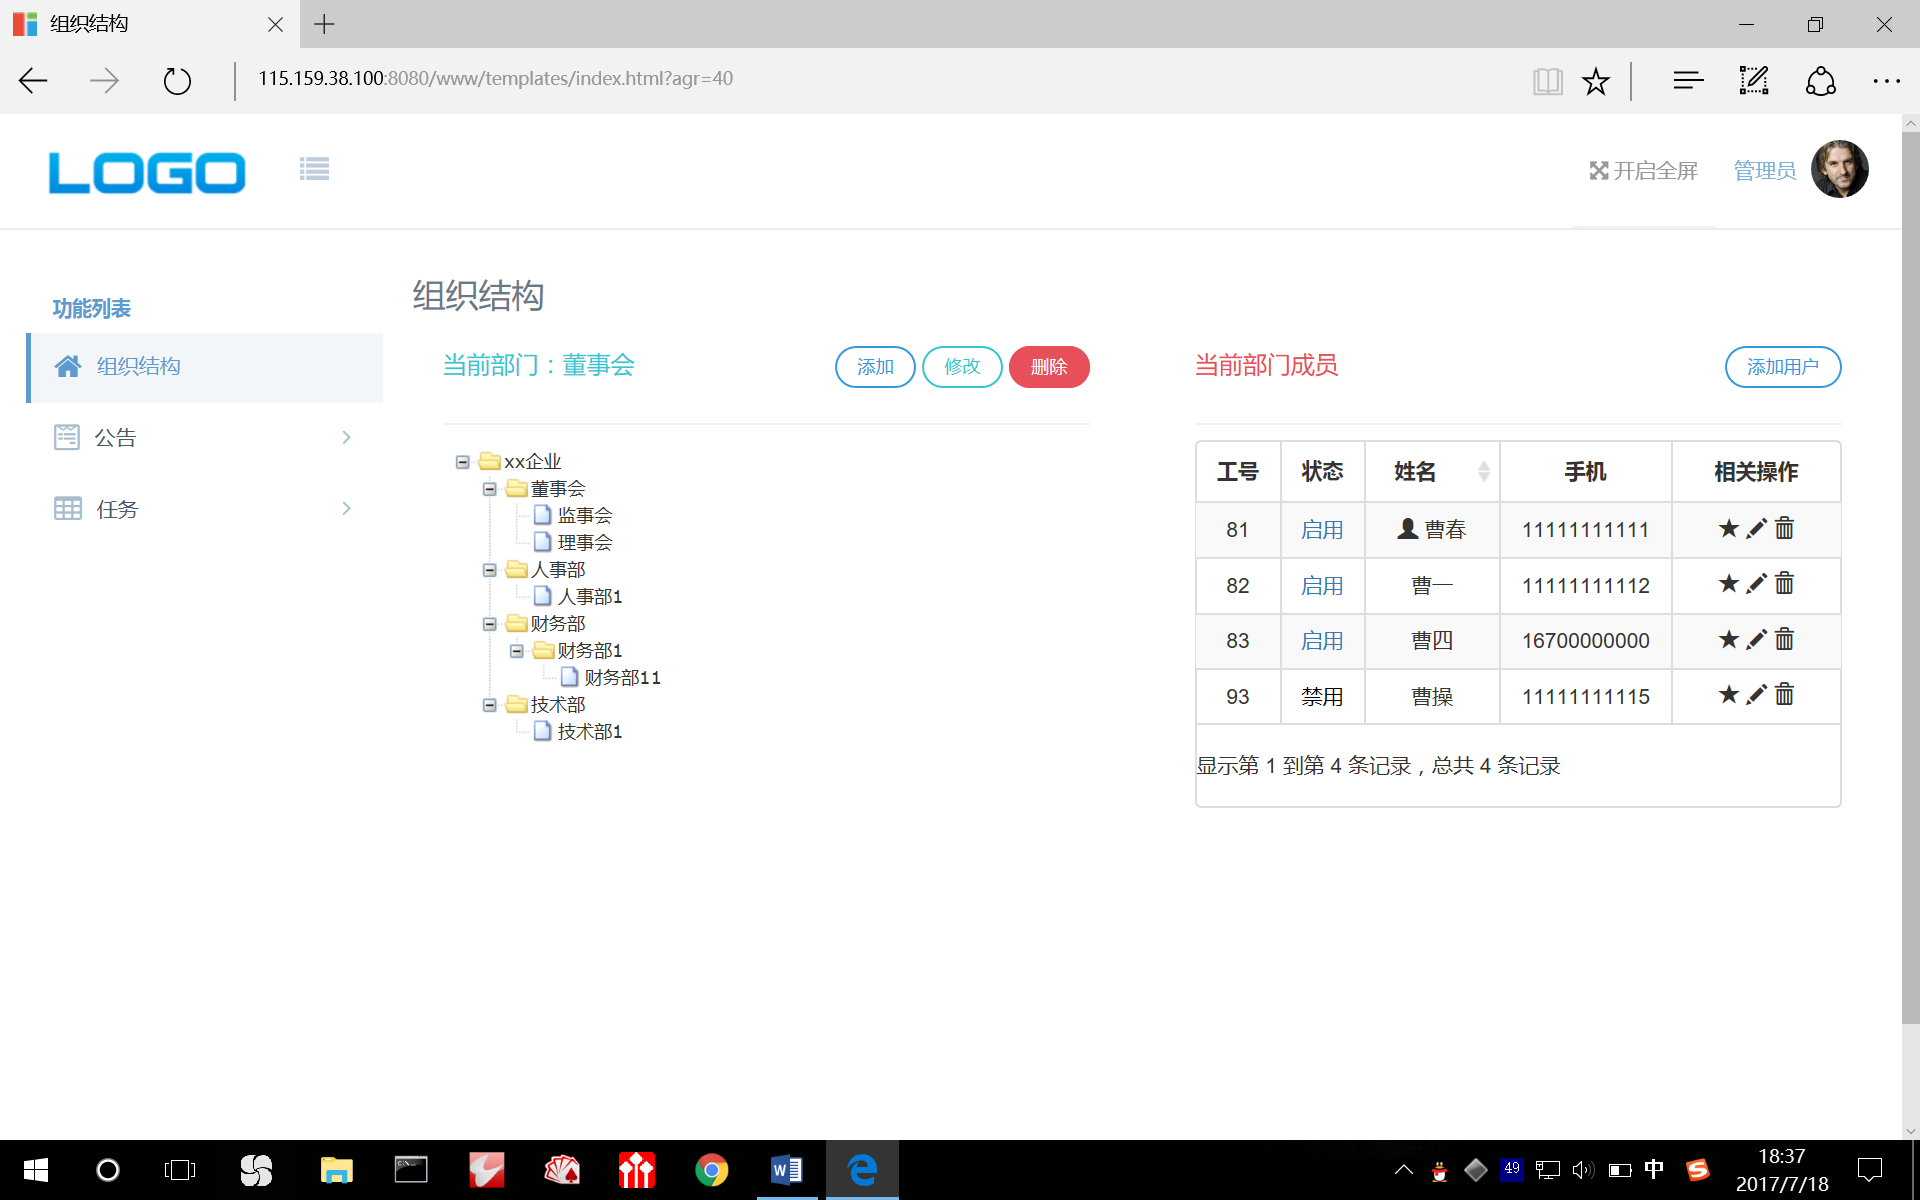 组织结构
115.159.38.100:8080/www/templates/index.html?agr=40
LOGO
开启全屏 管理员
功能列表
组织结构
公告
任务
组织结构
当前部门：董事会 添加 修改 删除
xx企业
董事会
监事会
理事会
人事部
人事部1
财务部
财务部1
财务部11
技术部
技术部1
当前部门成员 添加用户
工号 状态 姓名 手机 相关操作
81 启用 曹春 11111111111
82 启用 曹一 11111111112
83 启用 曹四 16700000000
93 禁用 曹操 11111111115
显示第 1 到第 4 条记录，总共 4 条记录
49 中 18:37
2017/7/18